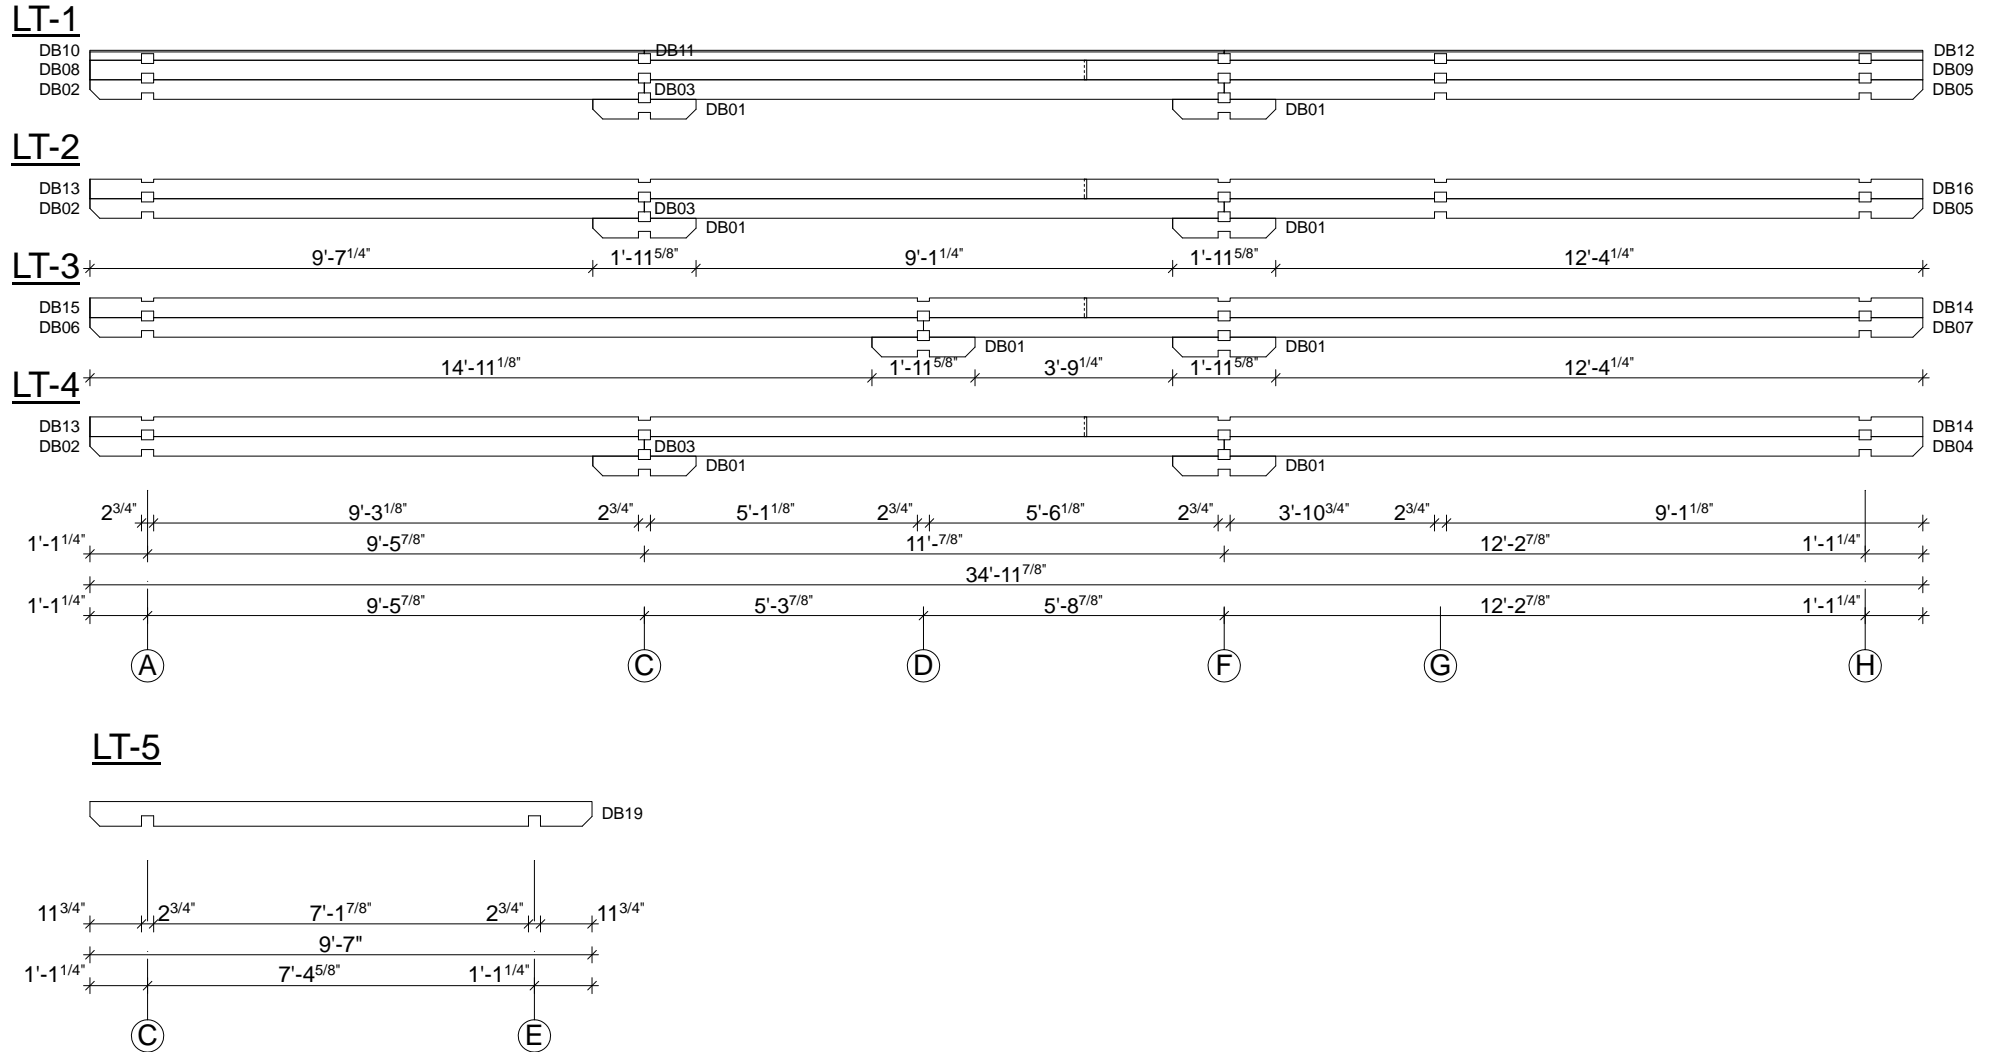 LT-1
DB10 DB11 DB12
DB08 DB09
DB02 DB03 DB05
DB01 DB01
LT-2
DB13 DB16
DB02 DB03 DB05
DB01 DB01
9'-7 1/4" 1'-11 5/8" 9'-1 1/4" 1'-11 5/8" 12'-4 1/4"
LT-3
DB15 DB14
DB06 DB07
DB01 DB01
14'-11 1/8" 1'-11 5/8" 3'-9 1/4" 1'-11 5/8" 12'-4 1/4"
LT-4
DB13 DB14
DB02 DB03 DB04
DB01 DB01
2 3/4" 9'-3 1/8" 2 3/4" 5'-1 1/8" 2 3/4" 5'-6 1/8" 2 3/4" 3'-10 3/4" 2 3/4" 9'-1 1/8"
1'-1 1/4" 9'-5 7/8" 11'-7/8" 12'-2 7/8" 1'-1 1/4"
34'-11 7/8"
1'-1 1/4" 9'-5 7/8" 5'-3 7/8" 5'-8 7/8" 12'-2 7/8" 1'-1 1/4"
A C D F G H
LT-5
DB19
11 3/4" 2 3/4" 7'-1 7/8" 2 3/4" 11 3/4"
9'-7"
1'-1 1/4" 7'-4 5/8" 1'-1 1/4"
C E